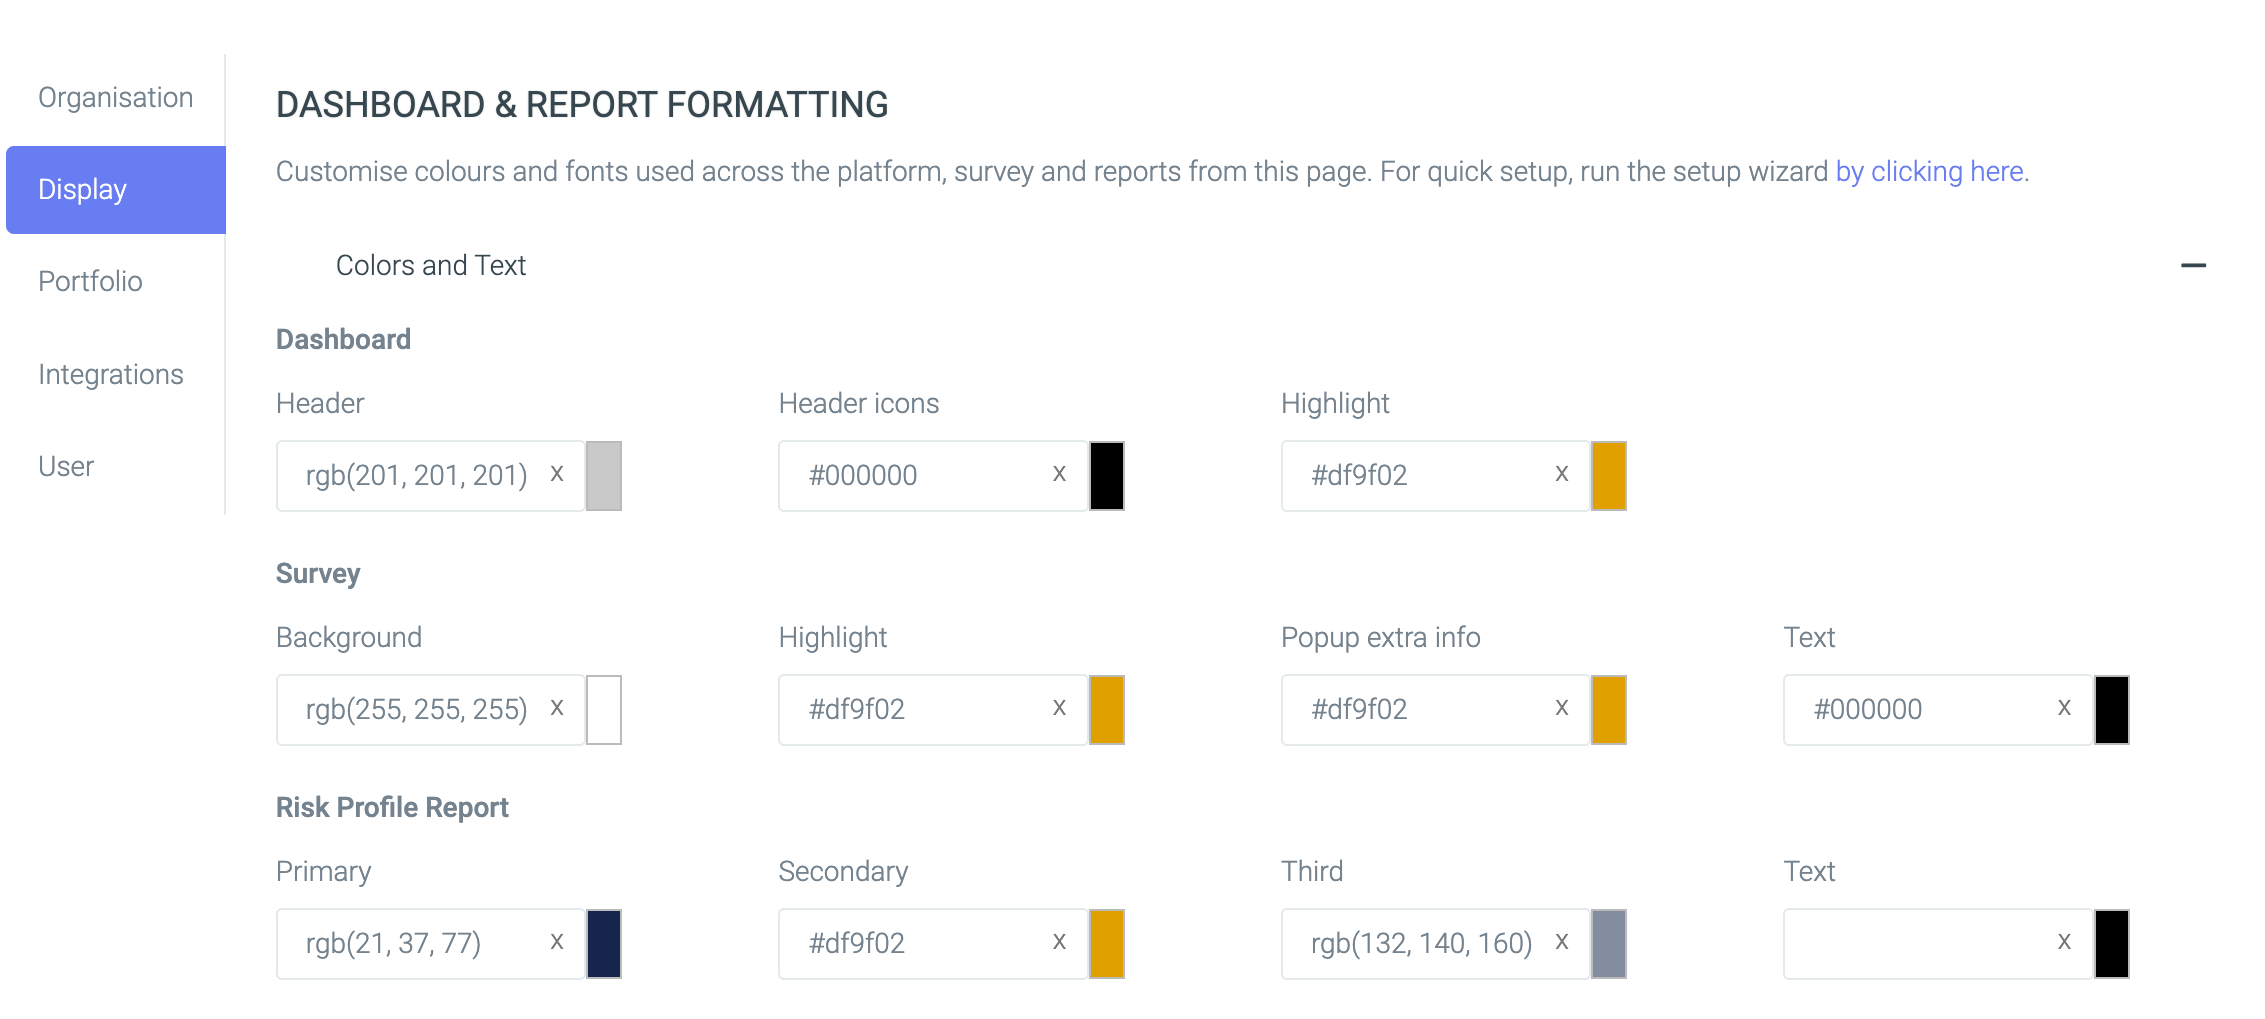 Organisation
Display
Portfolio
Integrations
User
DASHBOARD & REPORT FORMATTING
Customise colours and fonts used across the platform, survey and reports from this page. For quick setup, run the setup wizard by clicking here.
Colors and Text
Dashboard
Header Header icons Highlight
rgb(201, 201, 201) x #000000 x #df9f02 x
Survey
Background Highlight Popup extra info Text
rgb(255, 255, 255) x #df9f02 x #df9f02 x #000000 x
Risk Profile Report
Primary Secondary Third Text
rgb(21, 37, 77) x #df9f02 x rgb(132, 140, 160) x x